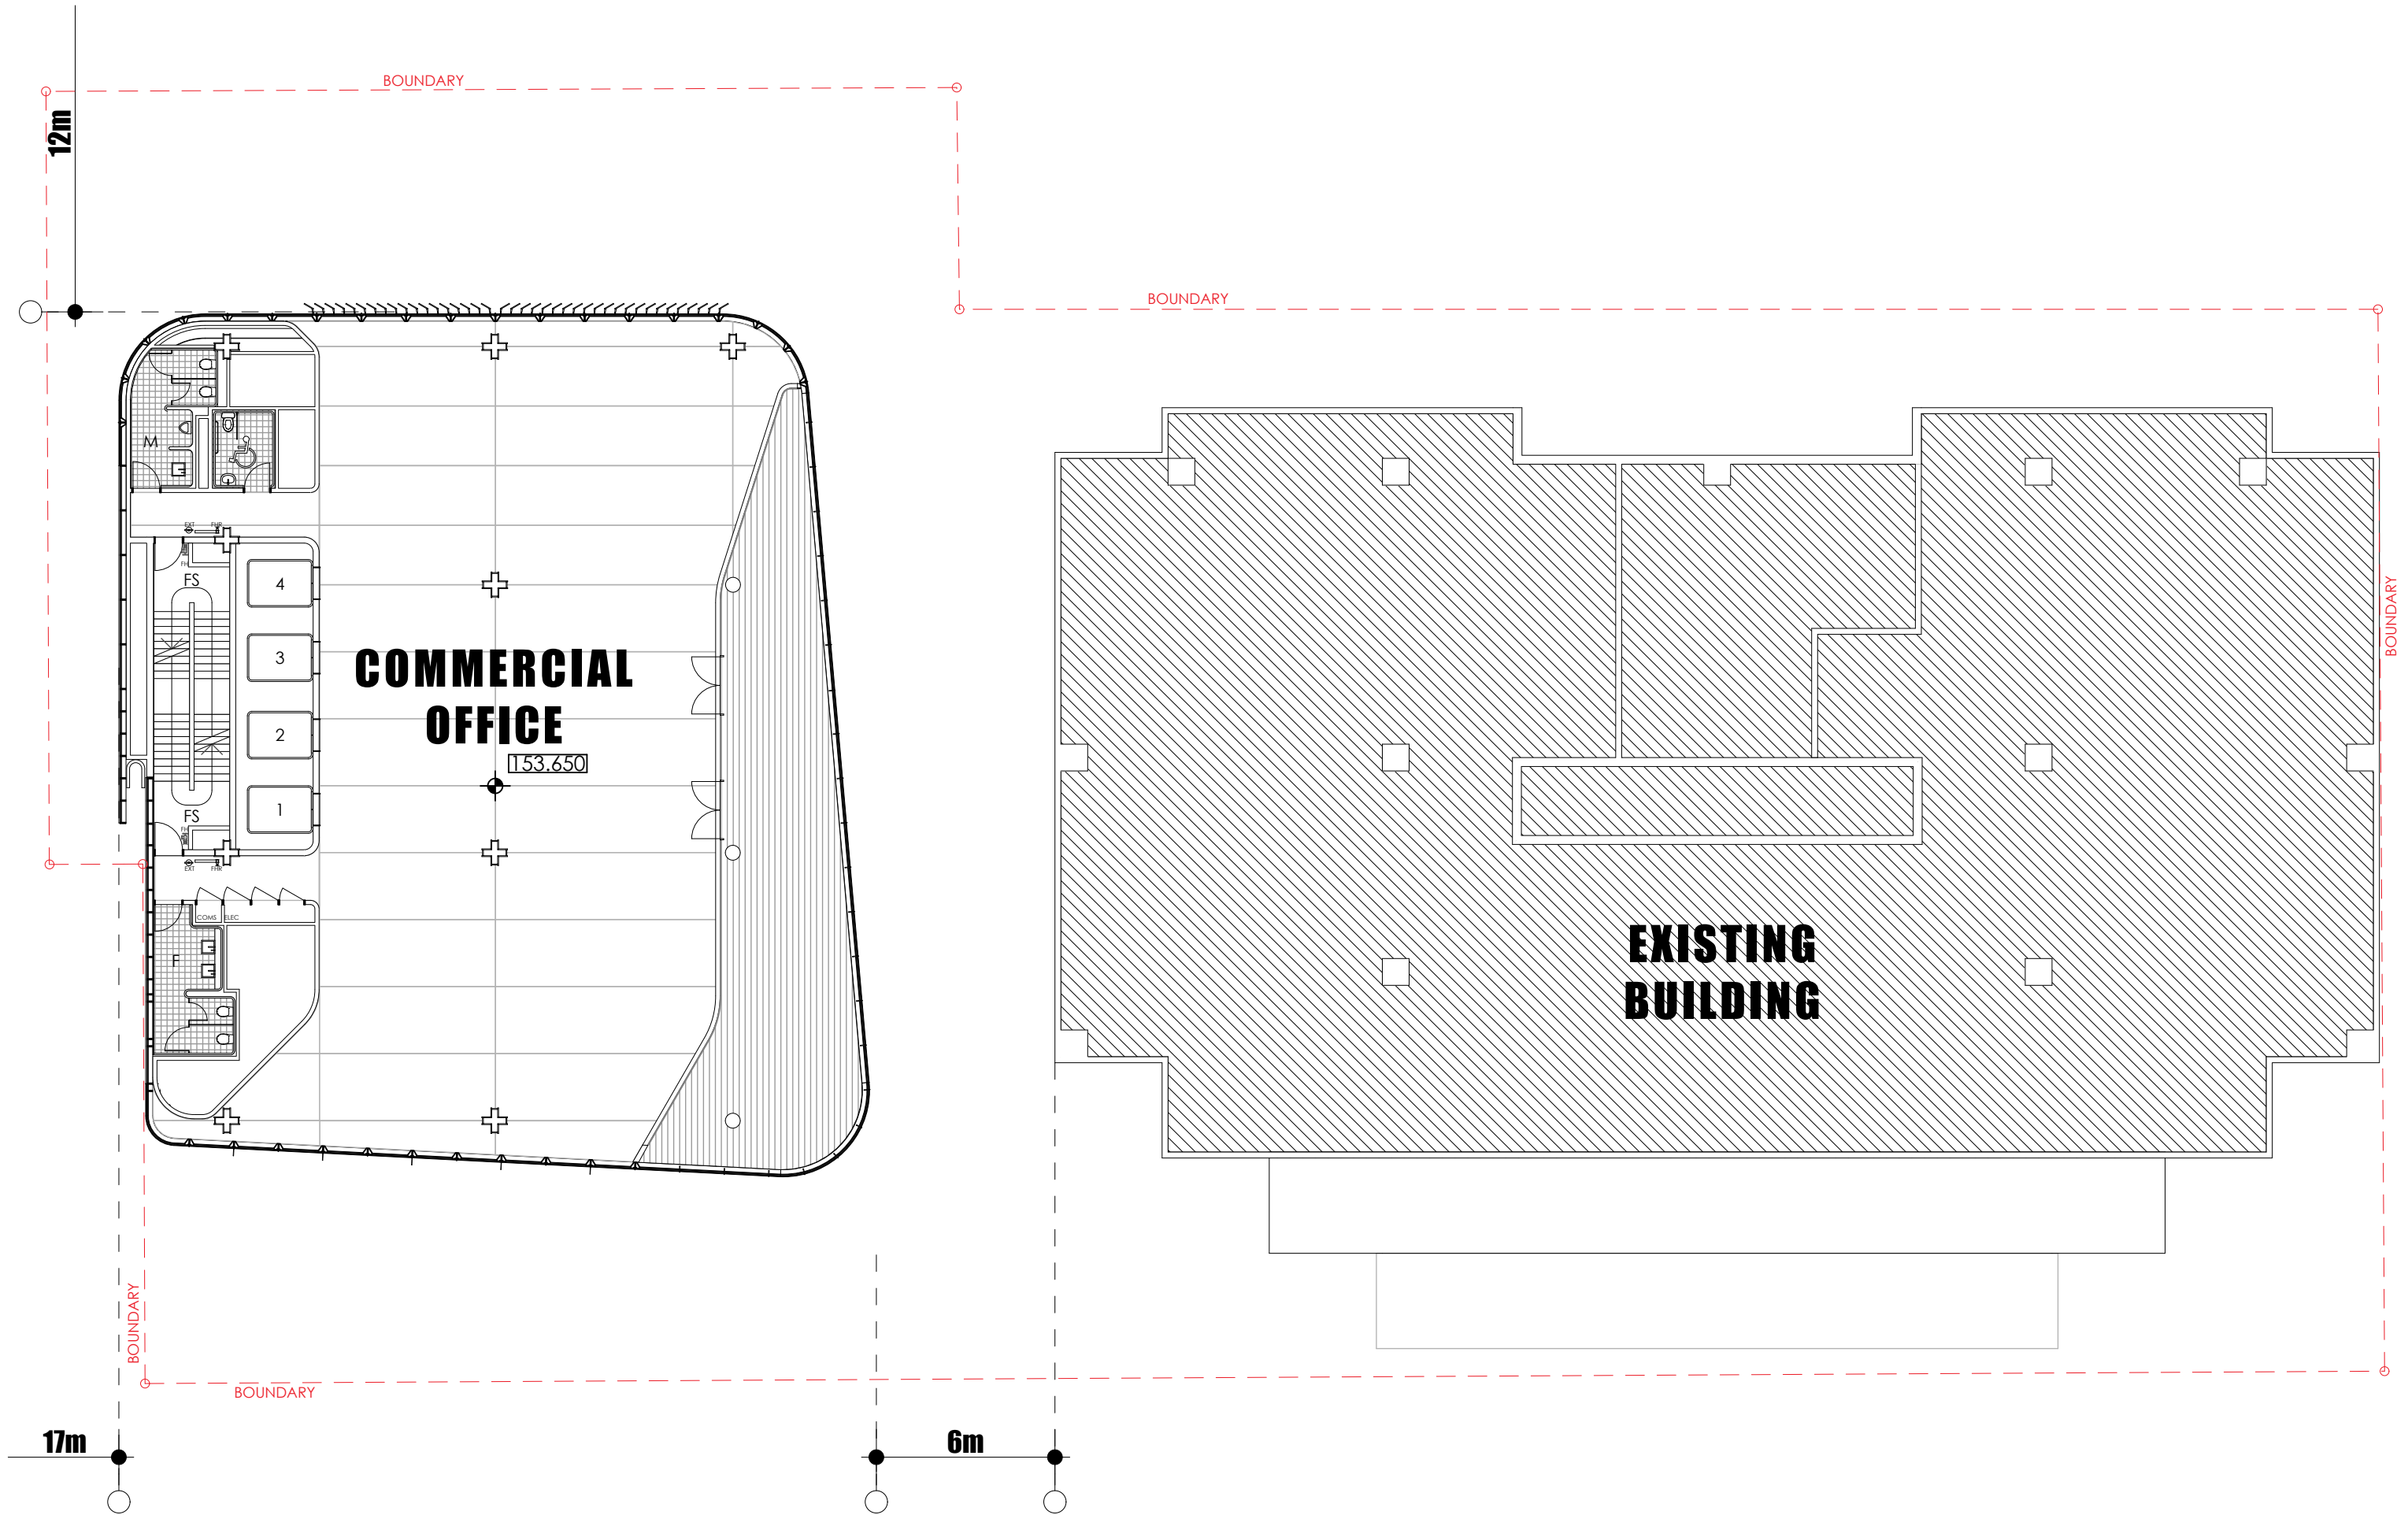 BOUNDARY
12m
BOUNDARY
M
EXT FHR
FH
FS
4
3
COMMERCIAL
OFFICE
153.650
2
1
FS
FH
EXT FHR
COMS ELEC
F
BOUNDARY
EXISTING
BUILDING
BOUNDARY
BOUNDARY
17m
6m